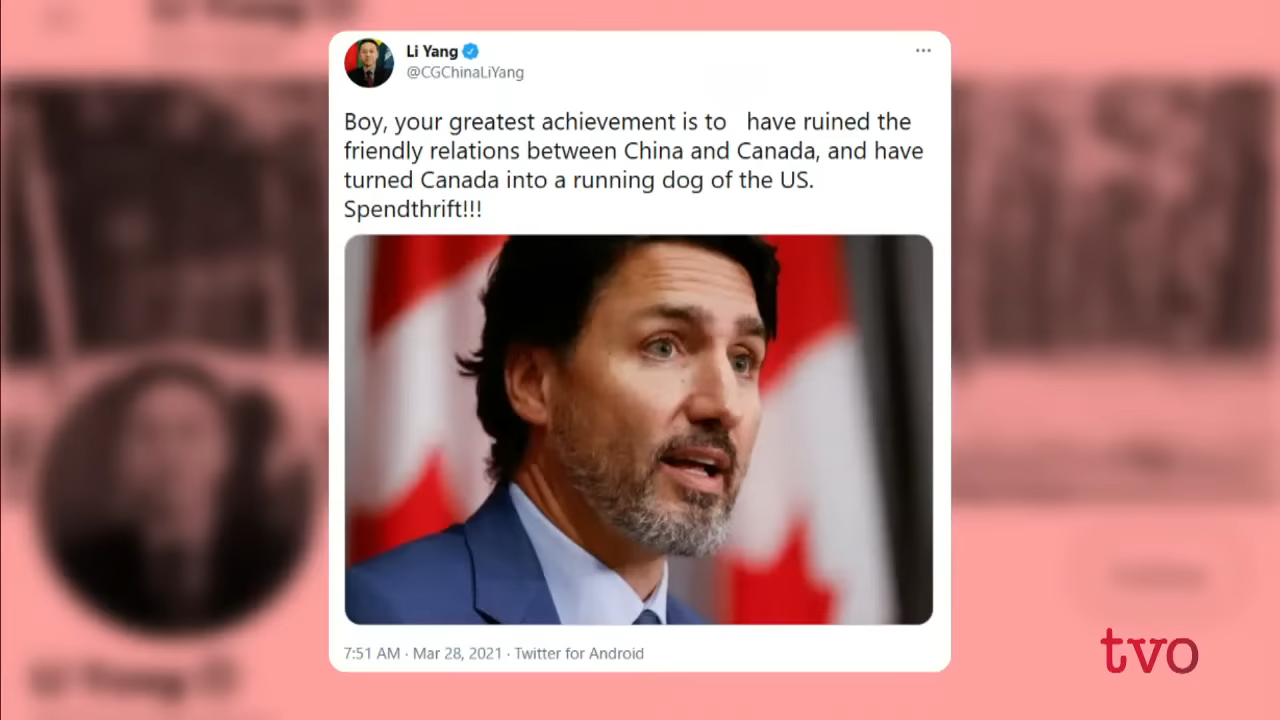 Li Yang
@CGChinaLiYang
Boy, your greatest achievement is to have ruined the
friendly relations between China and Canada, and have
turned Canada into a running dog of the US.
Spendthrift!!!
7:51 AM · Mar 28, 2021 · Twitter for Android
tvo